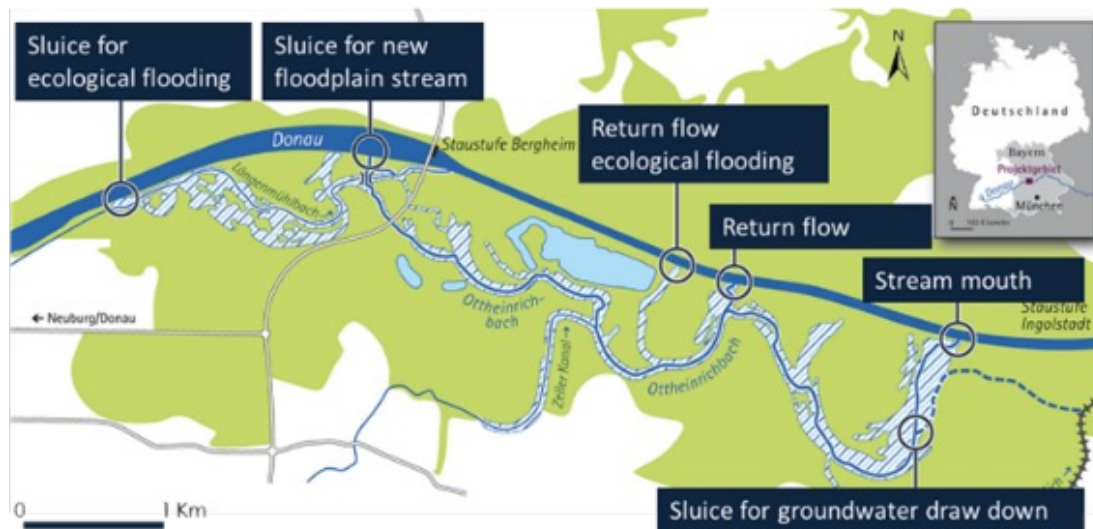 Sluice for
ecological flooding
Sluice for new
floodplain stream
N
Deutschland
Bayern
Projektgebiet
Donau
München
N
0
Donau
Staustufe Bergheim
Return flow
ecological flooding
Längenmühlbach
Return flow
Stream mouth
Staustufe
Ingolstadt
← Neuburg/Donau
Ottheinrich-
bach
Zeller Kanal →
Ottheinrichbach
0 1 Km
Sluice for groundwater draw down